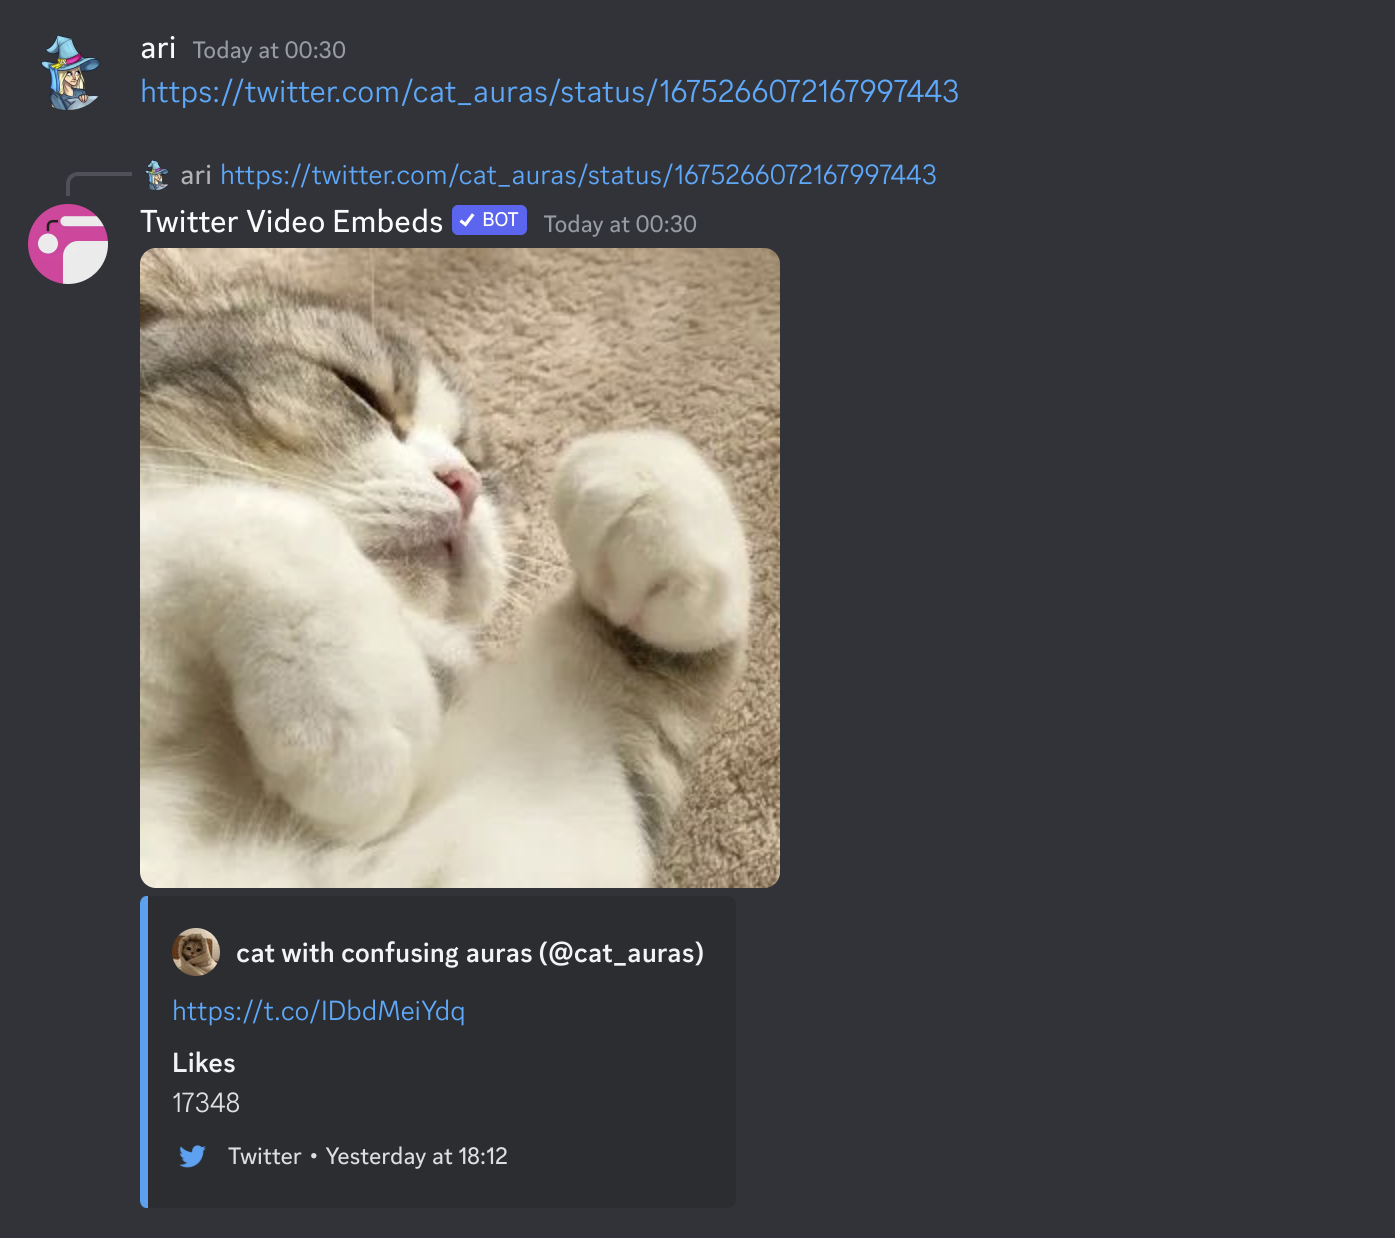 ari Today at 00:30
https://twitter.com/cat_auras/status/1675266072167997443
ari https://twitter.com/cat_auras/status/1675266072167997443
Twitter Video Embeds BOT Today at 00:30
cat with confusing auras (@cat_auras)
https://t.co/IDbdMeiYdq
Likes
17348
Twitter • Yesterday at 18:12